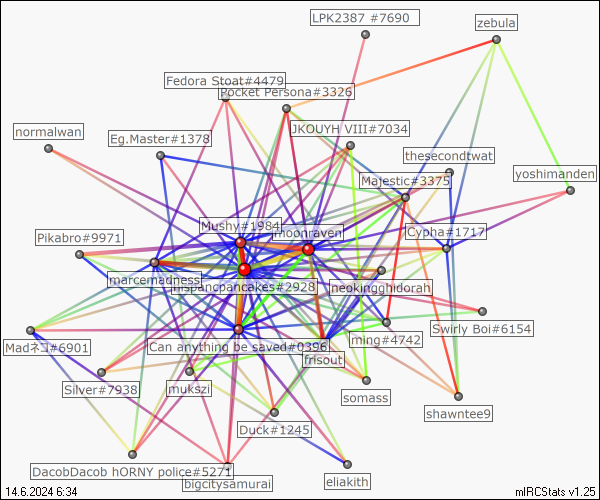 LPK2387 #7690
zebula
Fedora Stoat#4479
Pocket Persona#3326
normalwan
Eg.Master#1378
JKOUYH VIII#7034
thesecondtwat
yoshimanden
Majestic#3375
Mushy#1984
moonraven
Cypha#1717
Pikabro#9971
marcemadness
pancpancakes#2928
neokingghidorah
Swirly Boi#6154
Madネコ#6901
Can anything be saved#0396
ming#4742
frisout
Silver#7938
mukszi
somass
shawntee9
Duck#1245
DacobDacob hORNY police#5271
bigcitysamurai
eliakith
14.6.2024 6:34
mIRCStats v1.25